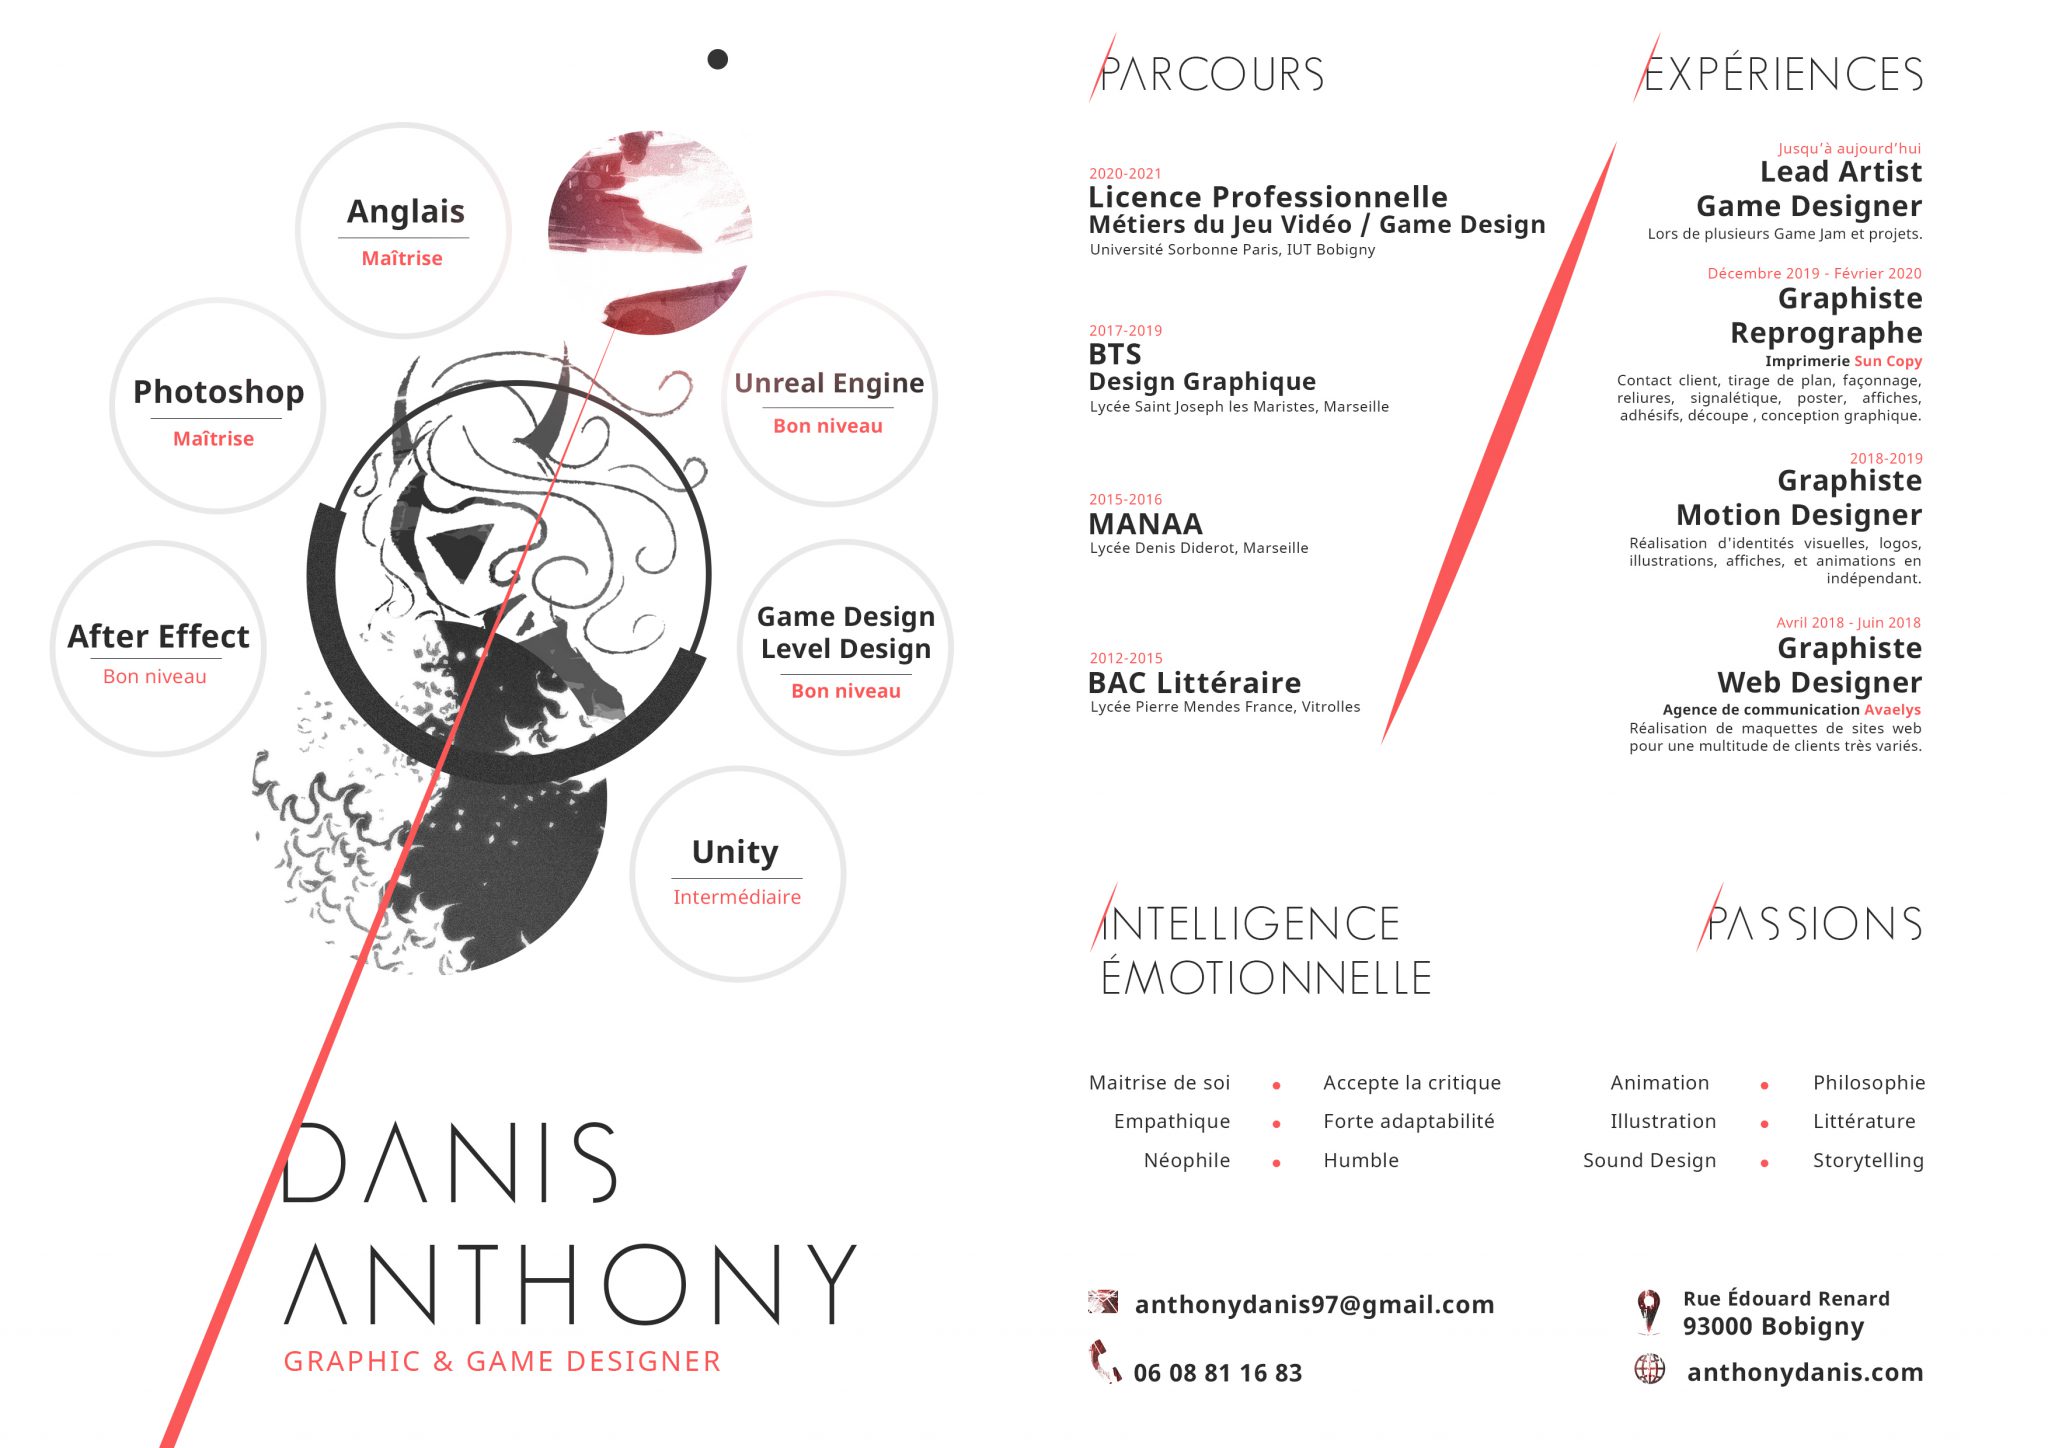 Anglais
Maîtrise
Photoshop
Maîtrise
Unreal Engine
Bon niveau
After Effect
Bon niveau
Game Design
Level Design
Bon niveau
Unity
Intermédiaire
DANIS
ANTHONY
GRAPHIC & GAME DESIGNER
PARCOURS
2020-2021
Licence Professionnelle
Métiers du Jeu Vidéo / Game Design
Université Sorbonne Paris, IUT Bobigny
2017-2019
BTS
Design Graphique
Lycée Saint Joseph les Maristes, Marseille
2015-2016
MANAA
Lycée Denis Diderot, Marseille
2012-2015
BAC Littéraire
Lycée Pierre Mendes France, Vitrolles
EXPÉRIENCES
Jusqu'à aujourd'hui
Lead Artist
Game Designer
Lors de plusieurs Game Jam et projets.
Décembre 2019 - Février 2020
Graphiste
Reprographe
Imprimerie Sun Copy
Contact client, tirage de plan, façonnage,
reliures, signalétique, poster, affiches,
adhésifs, découpe , conception graphique.
2018-2019
Graphiste
Motion Designer
Réalisation d'identités visuelles, logos,
illustrations, affiches, et animations en
indépendant.
Avril 2018 - Juin 2018
Graphiste
Web Designer
Agence de communication Avaelys
Réalisation de maquettes de sites web
pour une multitude de clients très variés.
INTELLIGENCE
ÉMOTIONNELLE
Maitrise de soi • Accepte la critique
Empathique • Forte adaptabilité
Néophile • Humble
PASSIONS
Animation • Philosophie
Illustration • Littérature
Sound Design • Storytelling
anthonydanis97@gmail.com
06 08 81 16 83
Rue Édouard Renard
93000 Bobigny
anthonydanis.com